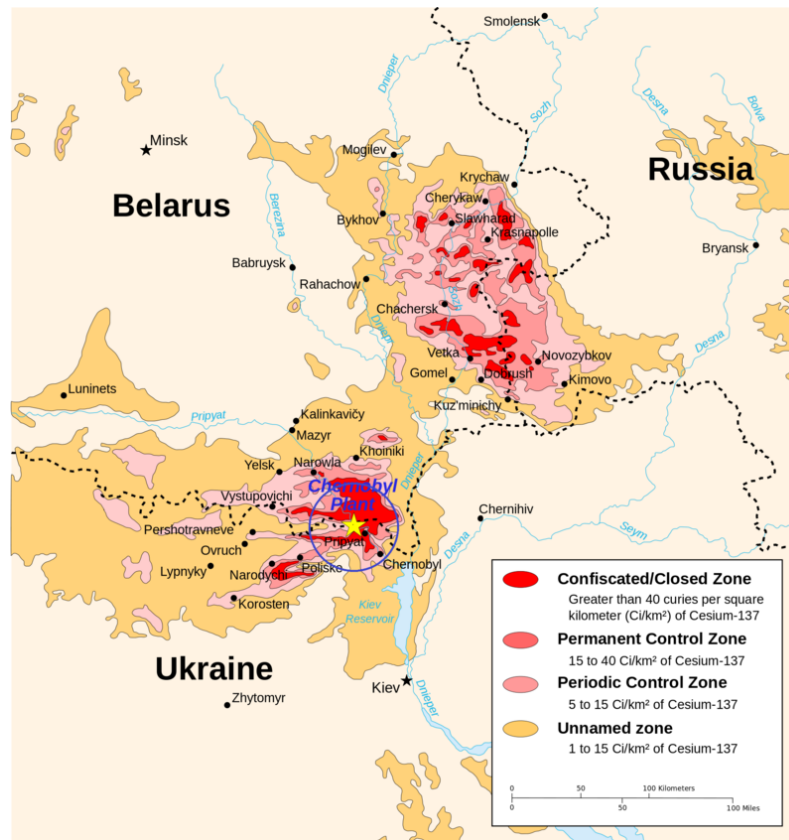 Smolensk
Dnieper
Sozh
Desna
Bolva
Minsk
Mogilev
Russia
Krychaw
Belarus
Berezina
Cherykaw
Bykhov
Slawharad
Krasnapolle
Bryansk
Babruysk
Rahachow
Sozh
Chachersk
Dniepr
Desna
Vetka
Novozybkov
Gomel
Dobrush
Kimovo
Luninets
Kuz'minichy
Pripyat
Kalinkavičy
Mazyr
Khoiniki
Yelsk
Narowla
Dnieper
Chernobyl
Plant
Vystupovichi
Chernihiv
Pershotravneve
Pripyat
Desna
Seym
Ovruch
Lypnyky
Narodychi
Poliske
Chernobyl
Korosten
Kiev
Reservoir
Ukraine
Kiev
Zhytomyr
Dnieper
Confiscated/Closed Zone
Greater than 40 curies per square
kilometer (Ci/km²) of Cesium-137
Permanent Control Zone
15 to 40 Ci/km² of Cesium-137
Periodic Control Zone
5 to 15 Ci/km² of Cesium-137
Unnamed zone
1 to 15 Ci/km² of Cesium-137
0 50 100 Kilometers
0 50 100 Miles